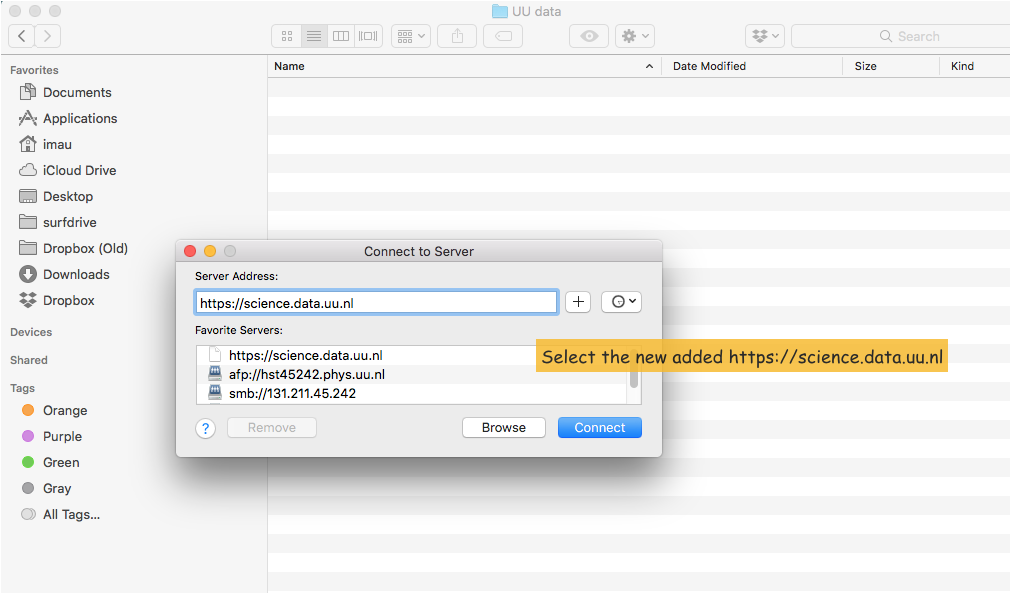 UU data
Search
Name Date Modified Size Kind
Favorites
Documents
Applications
imau
iCloud Drive
Desktop
surfdrive
Dropbox (Old)
Downloads
Dropbox
Devices
Shared
Tags
Orange
Purple
Green
Gray
All Tags...
Connect to Server
Server Address:
https://science.data.uu.nl
Favorite Servers:
https://science.data.uu.nl
afp://hst45242.phys.uu.nl
smb://131.211.45.242
? Remove Browse Connect
Select the new added https://science.data.uu.nl